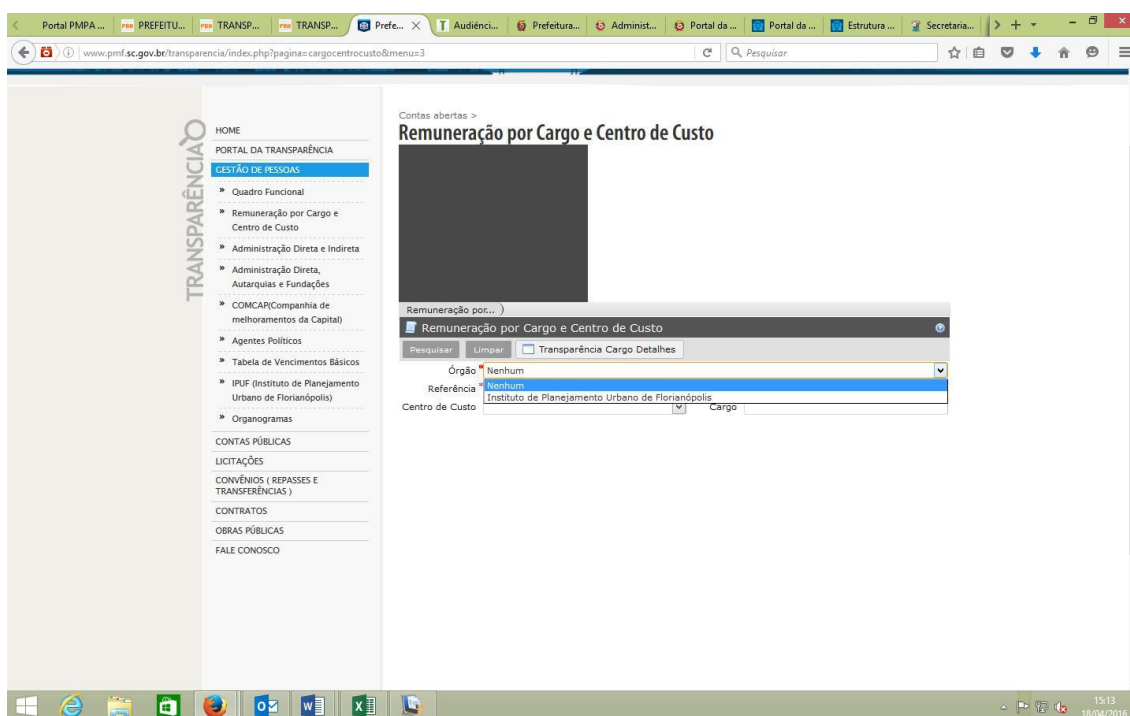 Portal PMPA ...
PREFEITU...
TRANSP...
TRANSP...
Prefe...
Audiênci...
Prefeitura...
Administ...
Portal da ...
Portal da ...
Estrutura ...
Secretaria...
www.pmf.sc.gov.br/transparencia/index.php?pagina=cargocentrocusto&menu=3
Pesquisar
TRANSPARÊNCIA
HOME
PORTAL DA TRANSPARÊNCIA
GESTÃO DE PESSOAS
» Quadro Funcional
» Remuneração por Cargo e
Centro de Custo
» Administração Direta e Indireta
» Administração Direta,
Autarquias e Fundações
» COMCAP(Companhia de
melhoramentos da Capital)
» Agentes Políticos
» Tabela de Vencimentos Básicos
» IPUF (Instituto de Planejamento
Urbano de Florianópolis)
» Organogramas
CONTAS PÚBLICAS
LICITAÇÕES
CONVÊNIOS ( REPASSES E
TRANSFERÊNCIAS )
CONTRATOS
OBRAS PÚBLICAS
FALE CONOSCO
Contas abertas >
Remuneração por Cargo e Centro de Custo
Remuneração por... )
Remuneração por Cargo e Centro de Custo
Pesquisar Limpar Transparência Cargo Detalhes
Órgão * Nenhum
Referência * Nenhum
Instituto de Planejamento Urbano de Florianópolis
Centro de Custo Cargo
15:13
18/04/2016